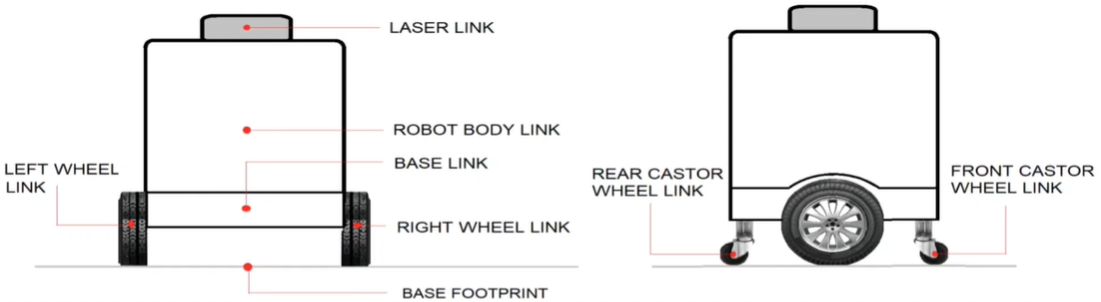 LASER LINK
ROBOT BODY LINK
BASE LINK
LEFT WHEEL
LINK
RIGHT WHEEL LINK
BASE FOOTPRINT
REAR CASTOR
WHEEL LINK
FRONT CASTOR
WHEEL LINK